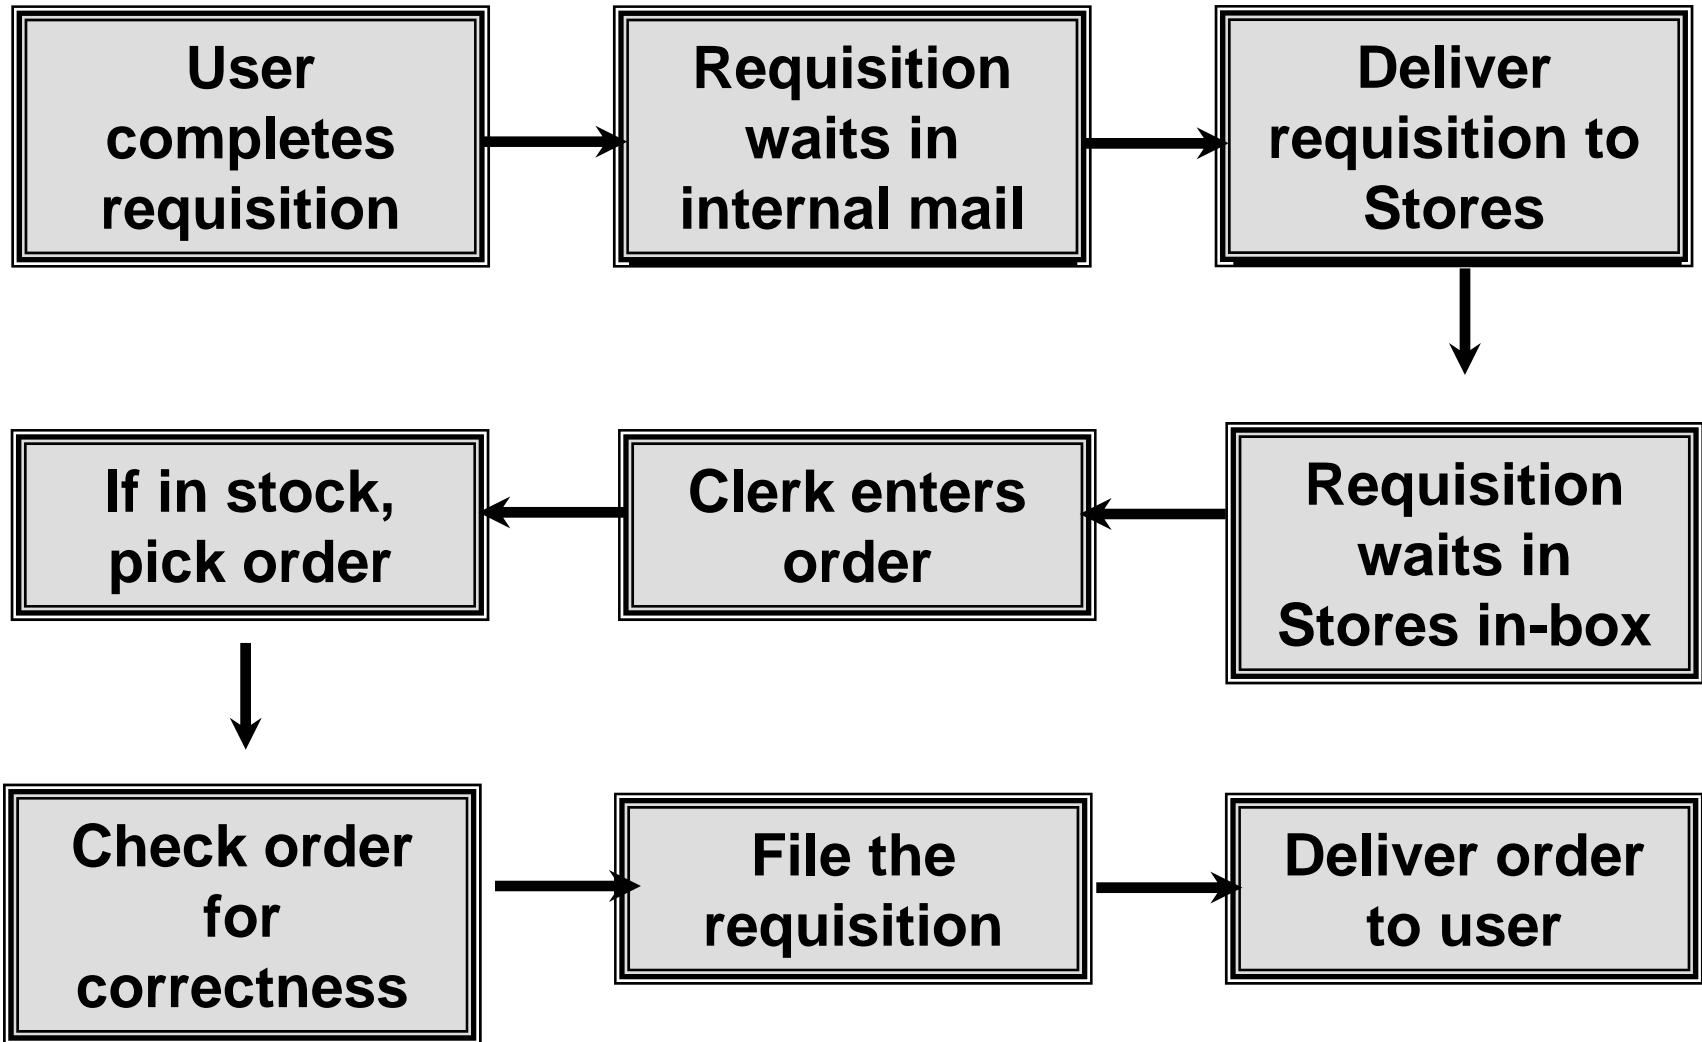 User
completes
requisition
Requisition
waits in
internal mail
Deliver
requisition to
Stores
Requisition
waits in
Stores in-box
Clerk enters
order
If in stock,
pick order
Check order
for
correctness
File the
requisition
Deliver order
to user